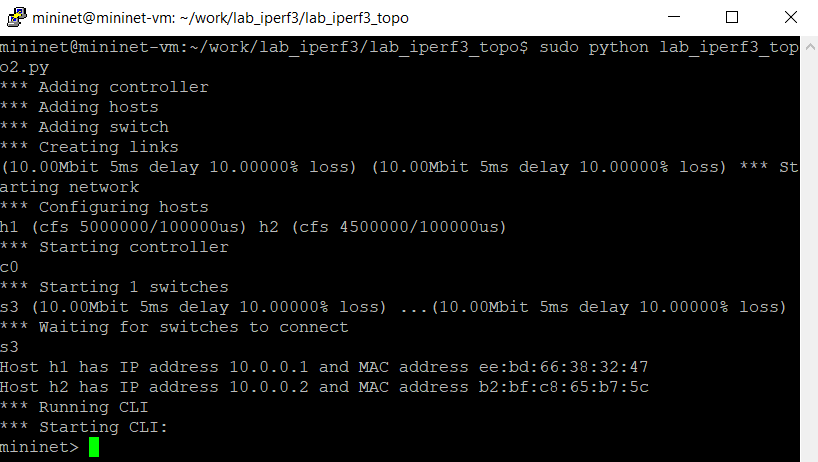 mininet@mininet-vm: ~/work/lab_iperf3/lab_iperf3_topo
mininet@mininet-vm:~/work/lab_iperf3/lab_iperf3_topo$ sudo python lab_iperf3_top
o2.py
*** Adding controller
*** Adding hosts
*** Adding switch
*** Creating links
(10.00Mbit 5ms delay 10.00000% loss) (10.00Mbit 5ms delay 10.00000% loss) *** St
arting network
*** Configuring hosts
h1 (cfs 5000000/100000us) h2 (cfs 4500000/100000us)
*** Starting controller
c0
*** Starting 1 switches
s3 (10.00Mbit 5ms delay 10.00000% loss) ...(10.00Mbit 5ms delay 10.00000% loss)
*** Waiting for switches to connect
s3
Host h1 has IP address 10.0.0.1 and MAC address ee:bd:66:38:32:47
Host h2 has IP address 10.0.0.2 and MAC address b2:bf:c8:65:b7:5c
*** Running CLI
*** Starting CLI:
mininet>